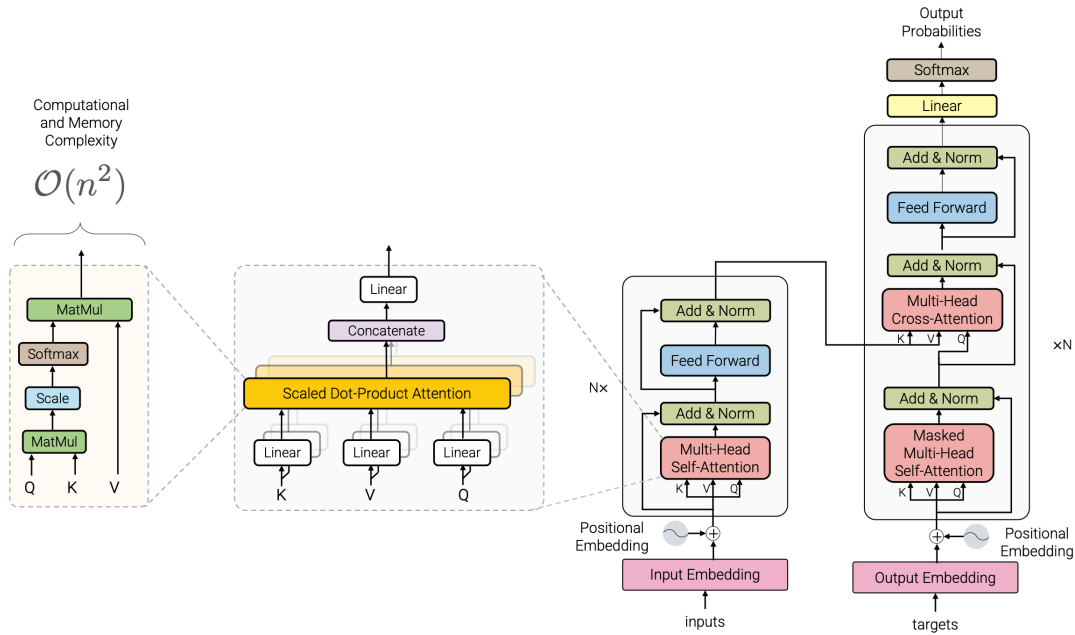 Computational
and Memory
Complexity
O(n²)
MatMul
Softmax
Scale
MatMul
Q
K
V
Linear
Concatenate
Scaled Dot-Product Attention
Linear
Linear
Linear
K
V
Q
N×
Add & Norm
Feed Forward
Add & Norm
Multi-Head
Self-Attention
K
V
Q
Positional
Embedding
Input Embedding
inputs
Output
Probabilities
Softmax
Linear
Add & Norm
Feed Forward
Add & Norm
Multi-Head
Cross-Attention
K
V
Q
×N
Add & Norm
Masked
Multi-Head
Self-Attention
K
V
Q
Positional
Embedding
Output Embedding
targets